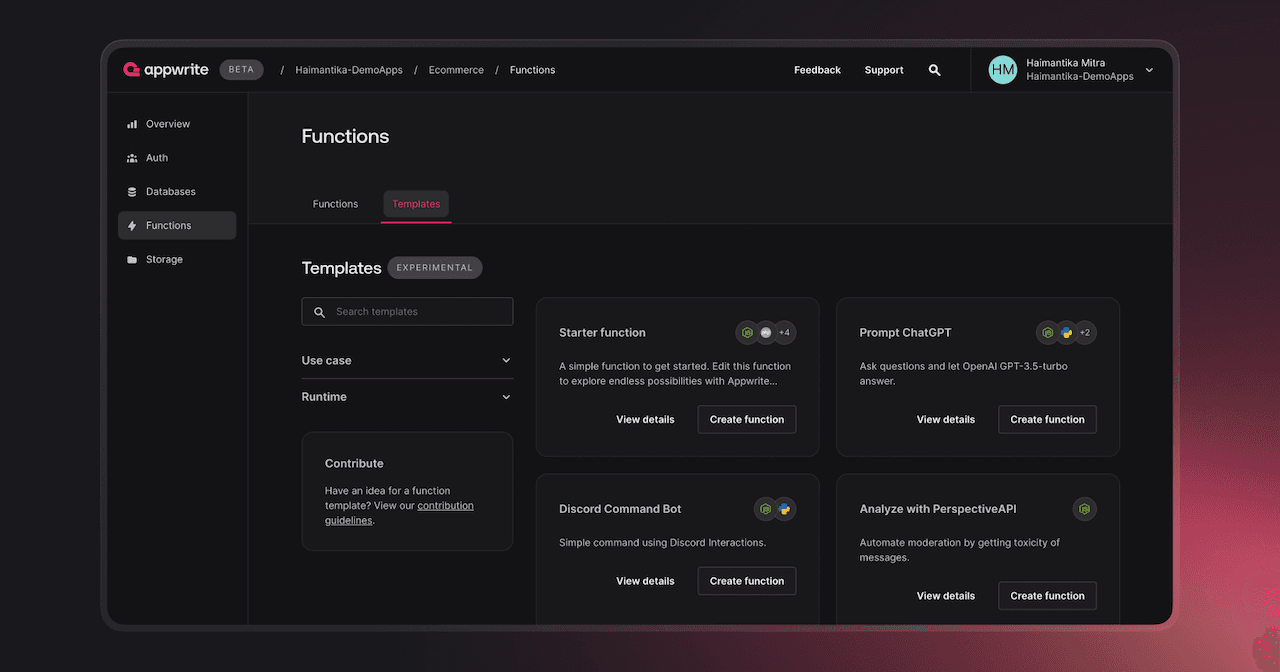 appwrite BETA / Haimantika-DemoApps / Ecommerce / Functions Feedback Support HM Haimantika Mitra
Haimantika-DemoApps
Overview
Auth
Databases
Functions
Storage
Functions
Functions Templates
Templates EXPERIMENTAL
Search templates
Use case
Runtime
Contribute
Have an idea for a function
template? View our contribution
guidelines.
Starter function +4
A simple function to get started. Edit this function
to explore endless possibilities with Appwrite...
View details Create function
Prompt ChatGPT +2
Ask questions and let OpenAI GPT-3.5-turbo
answer.
View details Create function
Discord Command Bot
Simple command using Discord Interactions.
View details Create function
Analyze with PerspectiveAPI
Automate moderation by getting toxicity of
messages.
View details Create function